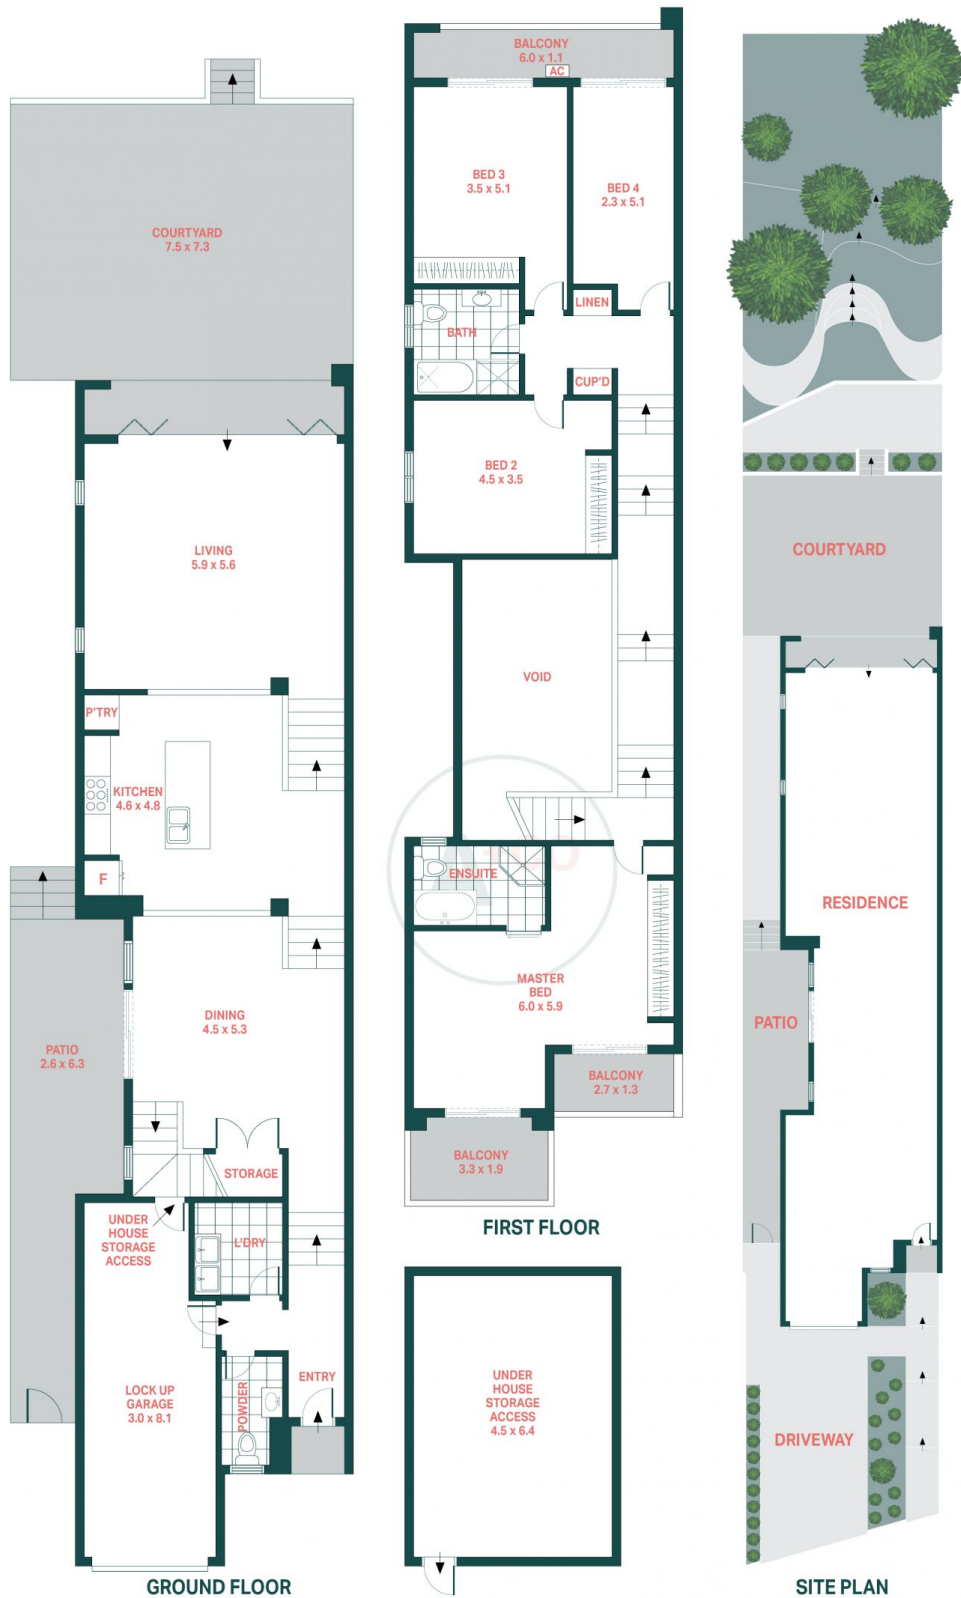 COURTYARD
7.5 x 7.3
LIVING
5.9 x 5.6
P'TRY
KITCHEN
4.6 x 4.8
F
DINING
4.5 x 5.3
PATIO
2.6 x 6.3
STORAGE
UNDER
HOUSE
STORAGE
ACCESS
L'DRY
LOCK UP
GARAGE
3.0 x 8.1
POWDER
ENTRY
GROUND FLOOR
BALCONY
6.0 x 1.1
AC
BED 3
3.5 x 5.1
BED 4
2.3 x 5.1
LINEN
BATH
CUP'D
BED 2
4.5 x 3.5
VOID
ENSUITE
MASTER
BED
6.0 x 5.9
BALCONY
2.7 x 1.3
BALCONY
3.3 x 1.9
FIRST FLOOR
UNDER
HOUSE
STORAGE
ACCESS
4.5 x 6.4
COURTYARD
RESIDENCE
PATIO
DRIVEWAY
SITE PLAN